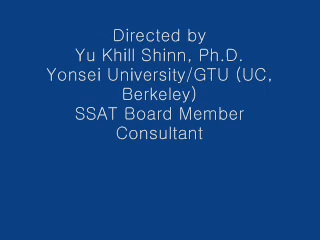 Directed by
Yu Khill Shinn, Ph.D.
Yonsei University/GTU (UC,
Berkeley)
SSAT Board Member
Consultant